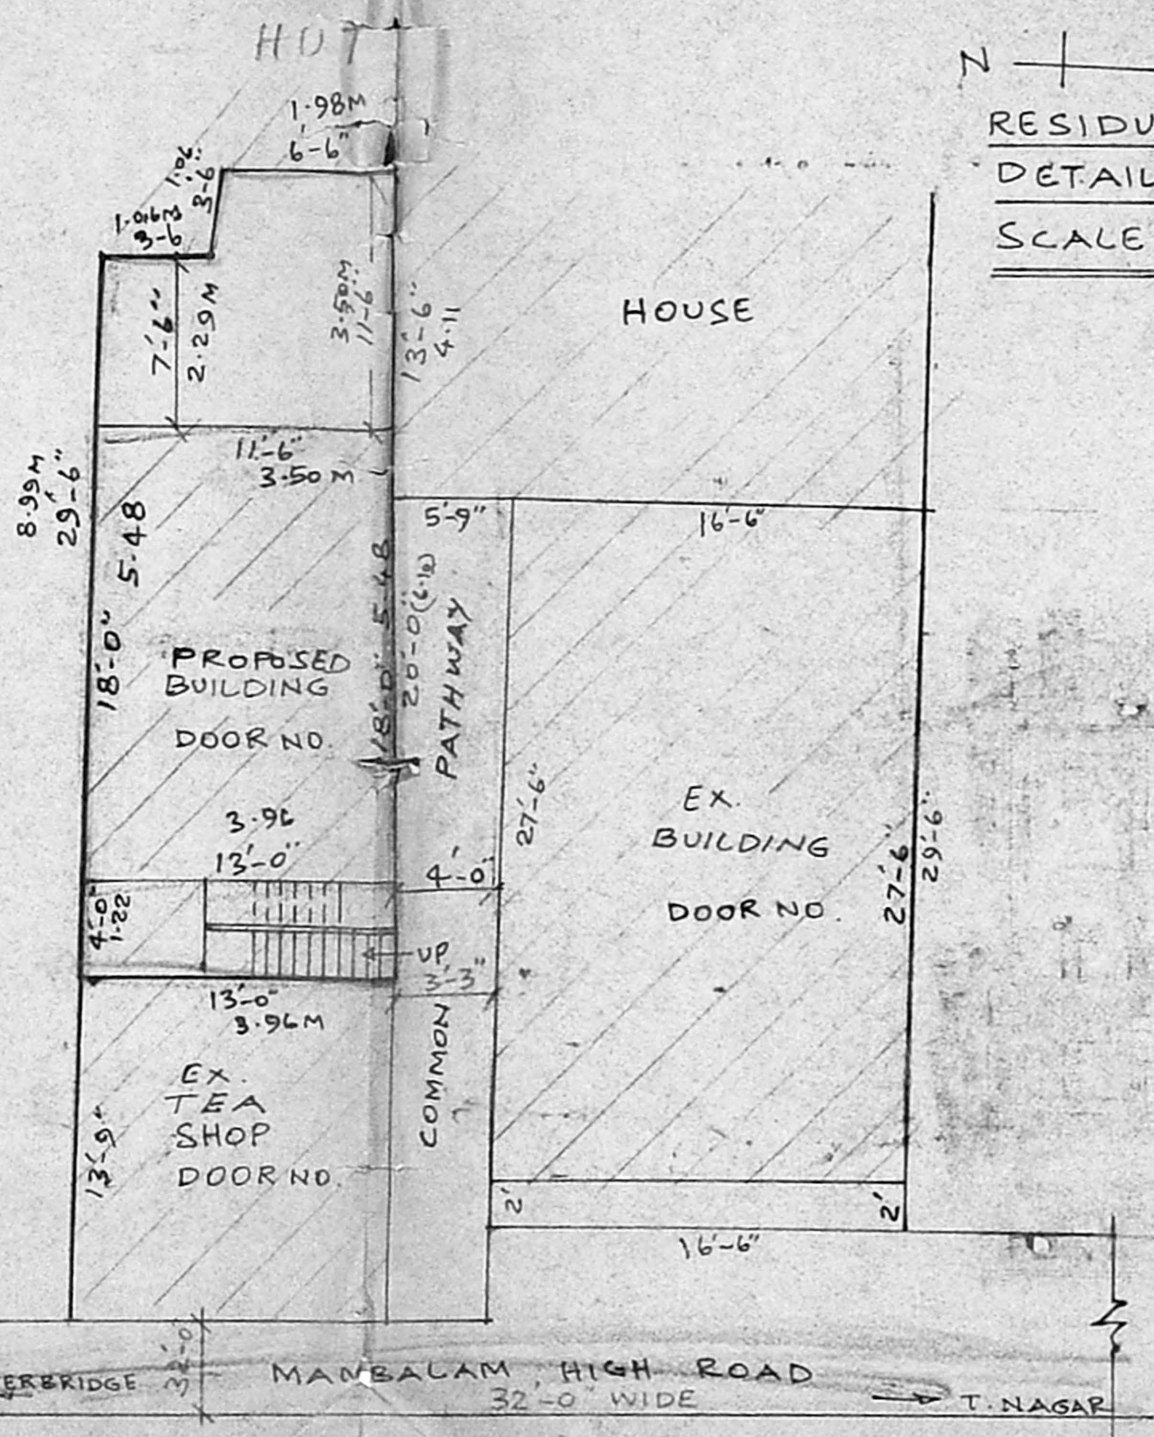 HUT
N
1.98M
6'-6"
RESIDU
DETAIL
SCALE
1.06
3-6"
1.016M
3-6
7'-6"
2.29M
3.50M
11'-6"
13'-6"
4.11
HOUSE
11'-6"
3.50 M
8.99M
29'-6"
5.48
18'-0"
5'-9"
16'-6"
18'-0" 5.48
20'-0" (6.10)
PATHWAY
PROPOSED
BUILDING
DOOR NO.
27'-6"
EX.
BUILDING
DOOR NO.
27'-6"
29'-6"
3.96
13'-0"
4'-0"
4'-0"
1.22
UP
3'-3"
13'-0"
3.96M
COMMON
EX.
TEA
SHOP
DOOR NO.
13'-9"
2'
2'
16'-6"
32'-0"
ERBRIDGE
MAMBALAM HIGH ROAD
32'-0" WIDE
T. NAGAR